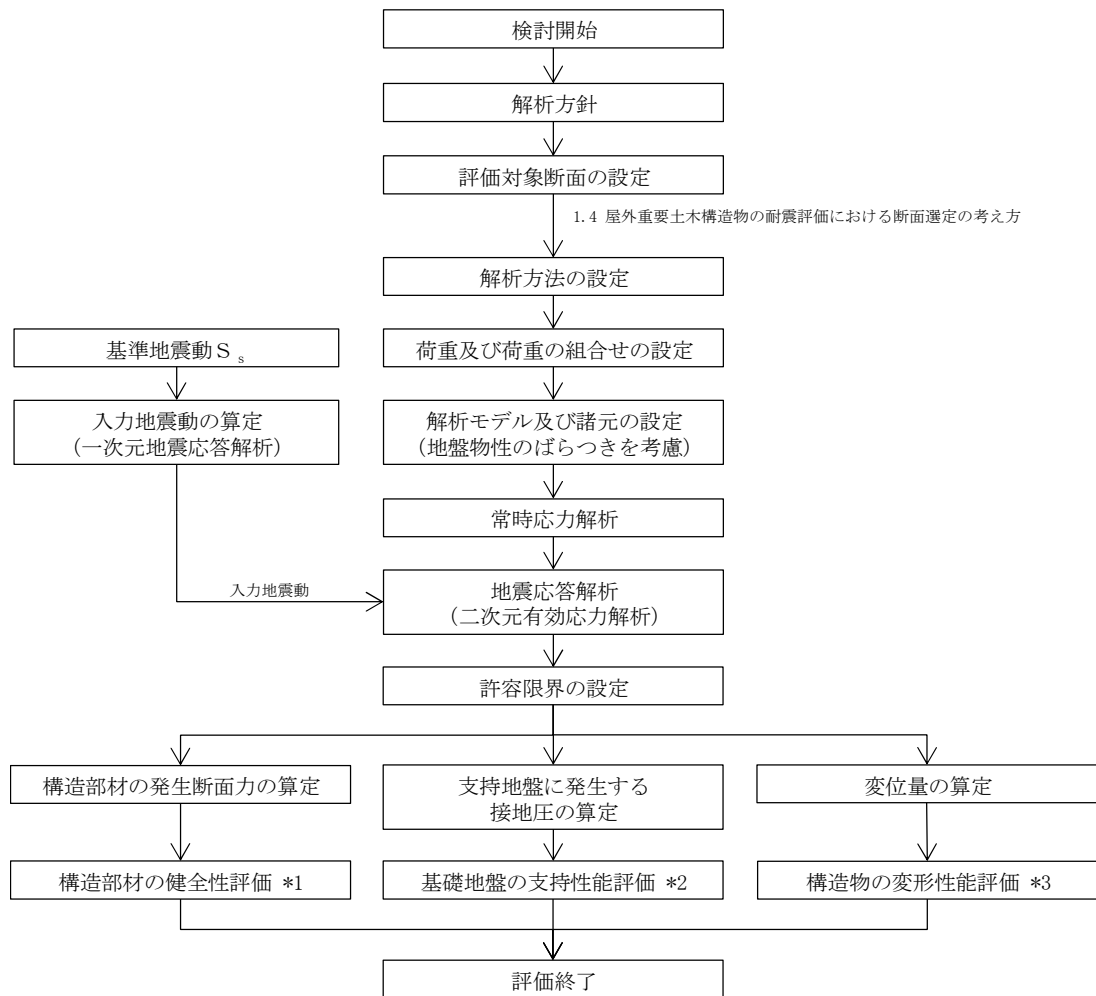 検討開始
解析方針
評価対象断面の設定
1.4 屋外重要土木構造物の耐震評価における断面選定の考え方
解析方法の設定
基準地震動Ｓs
荷重及び荷重の組合せの設定
入力地震動の算定
(一次元地震応答解析)
解析モデル及び諸元の設定
(地盤物性のばらつきを考慮)
常時応力解析
入力地震動
地震応答解析
(二次元有効応力解析)
許容限界の設定
構造部材の発生断面力の算定
支持地盤に発生する
接地圧の算定
変位量の算定
構造部材の健全性評価 *1
基礎地盤の支持性能評価 *2
構造物の変形性能評価 *3
評価終了